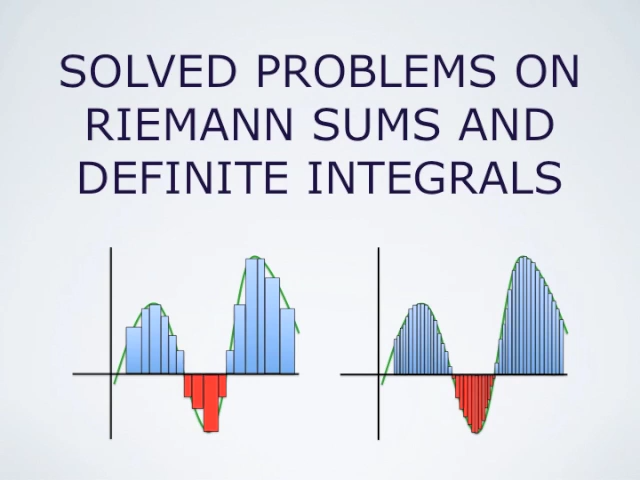 SOLVED PROBLEMS ON
RIEMANN SUMS AND
DEFINITE INTEGRALS